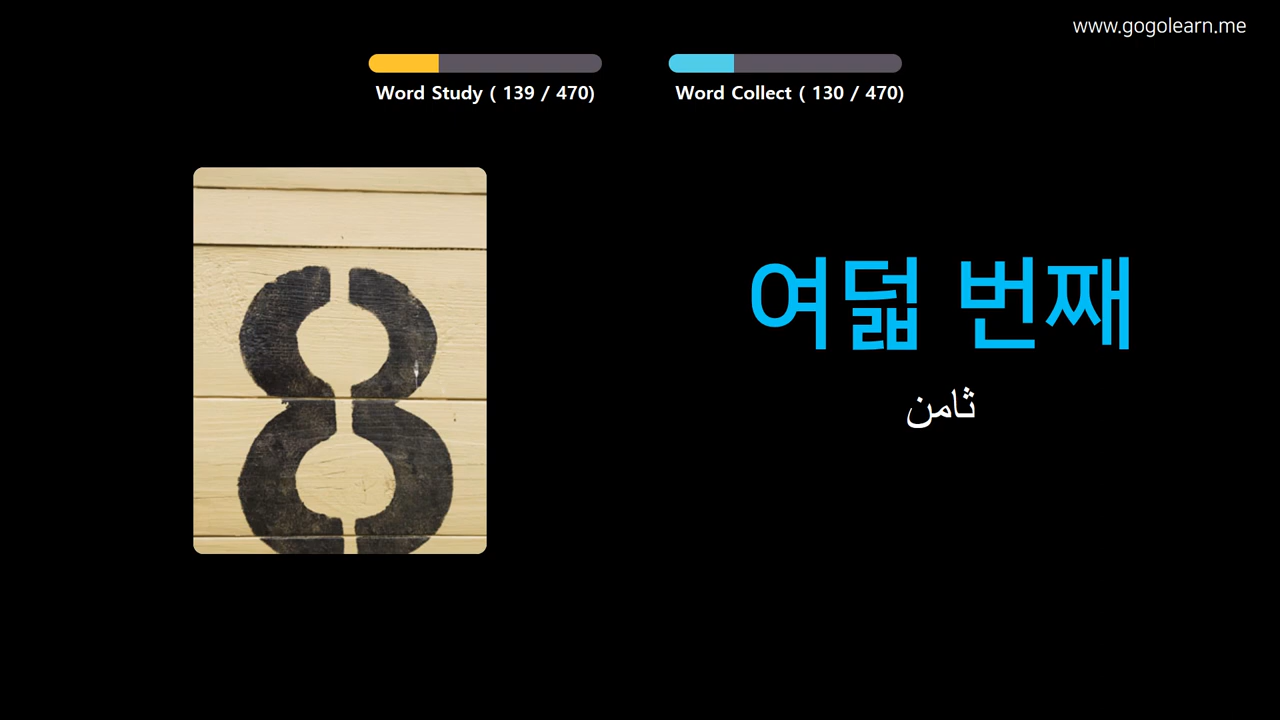 www.gogolearn.me
Word Study ( 139 / 470)
Word Collect ( 130 / 470)
8
여덟 번째
ثامن